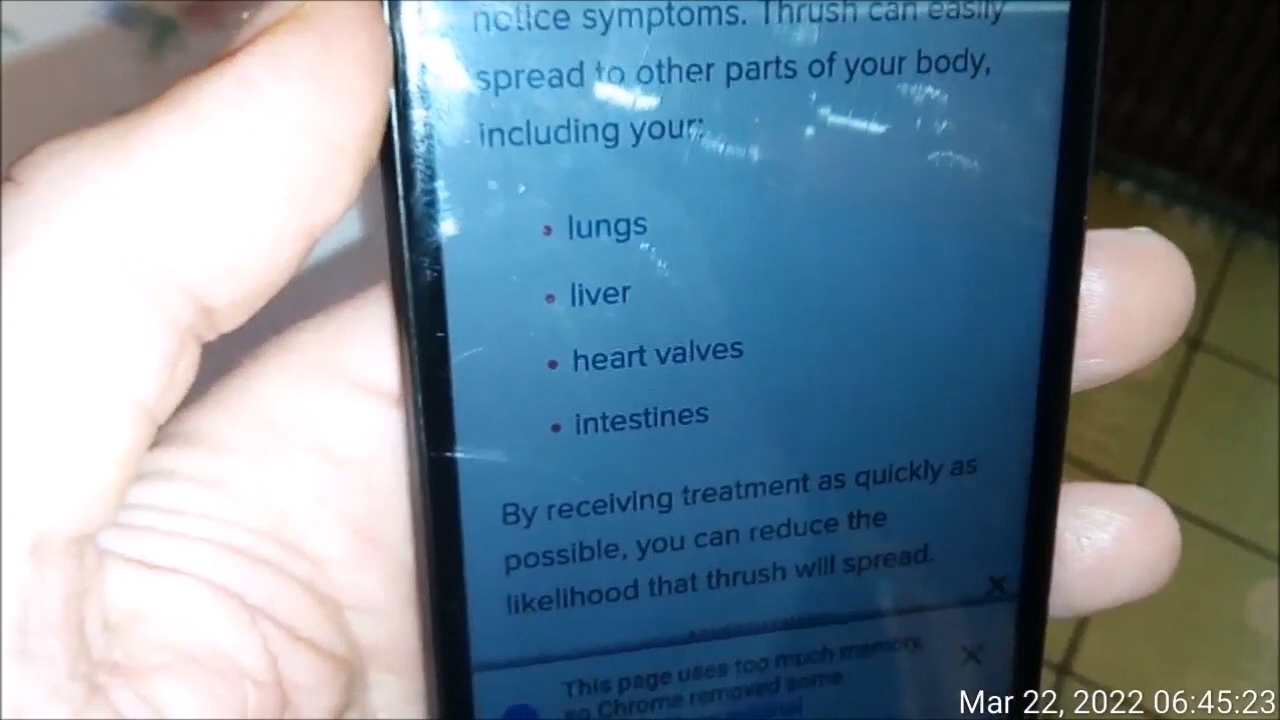 notice symptoms. Thrush can easily
spread to other parts of your body,
including your:
• lungs
• liver
• heart valves
• intestines
By receiving treatment as quickly as
possible, you can reduce the
likelihood that thrush will spread.
This page uses too much memory,
so Chrome removed some
Mar 22, 2022 06:45:23